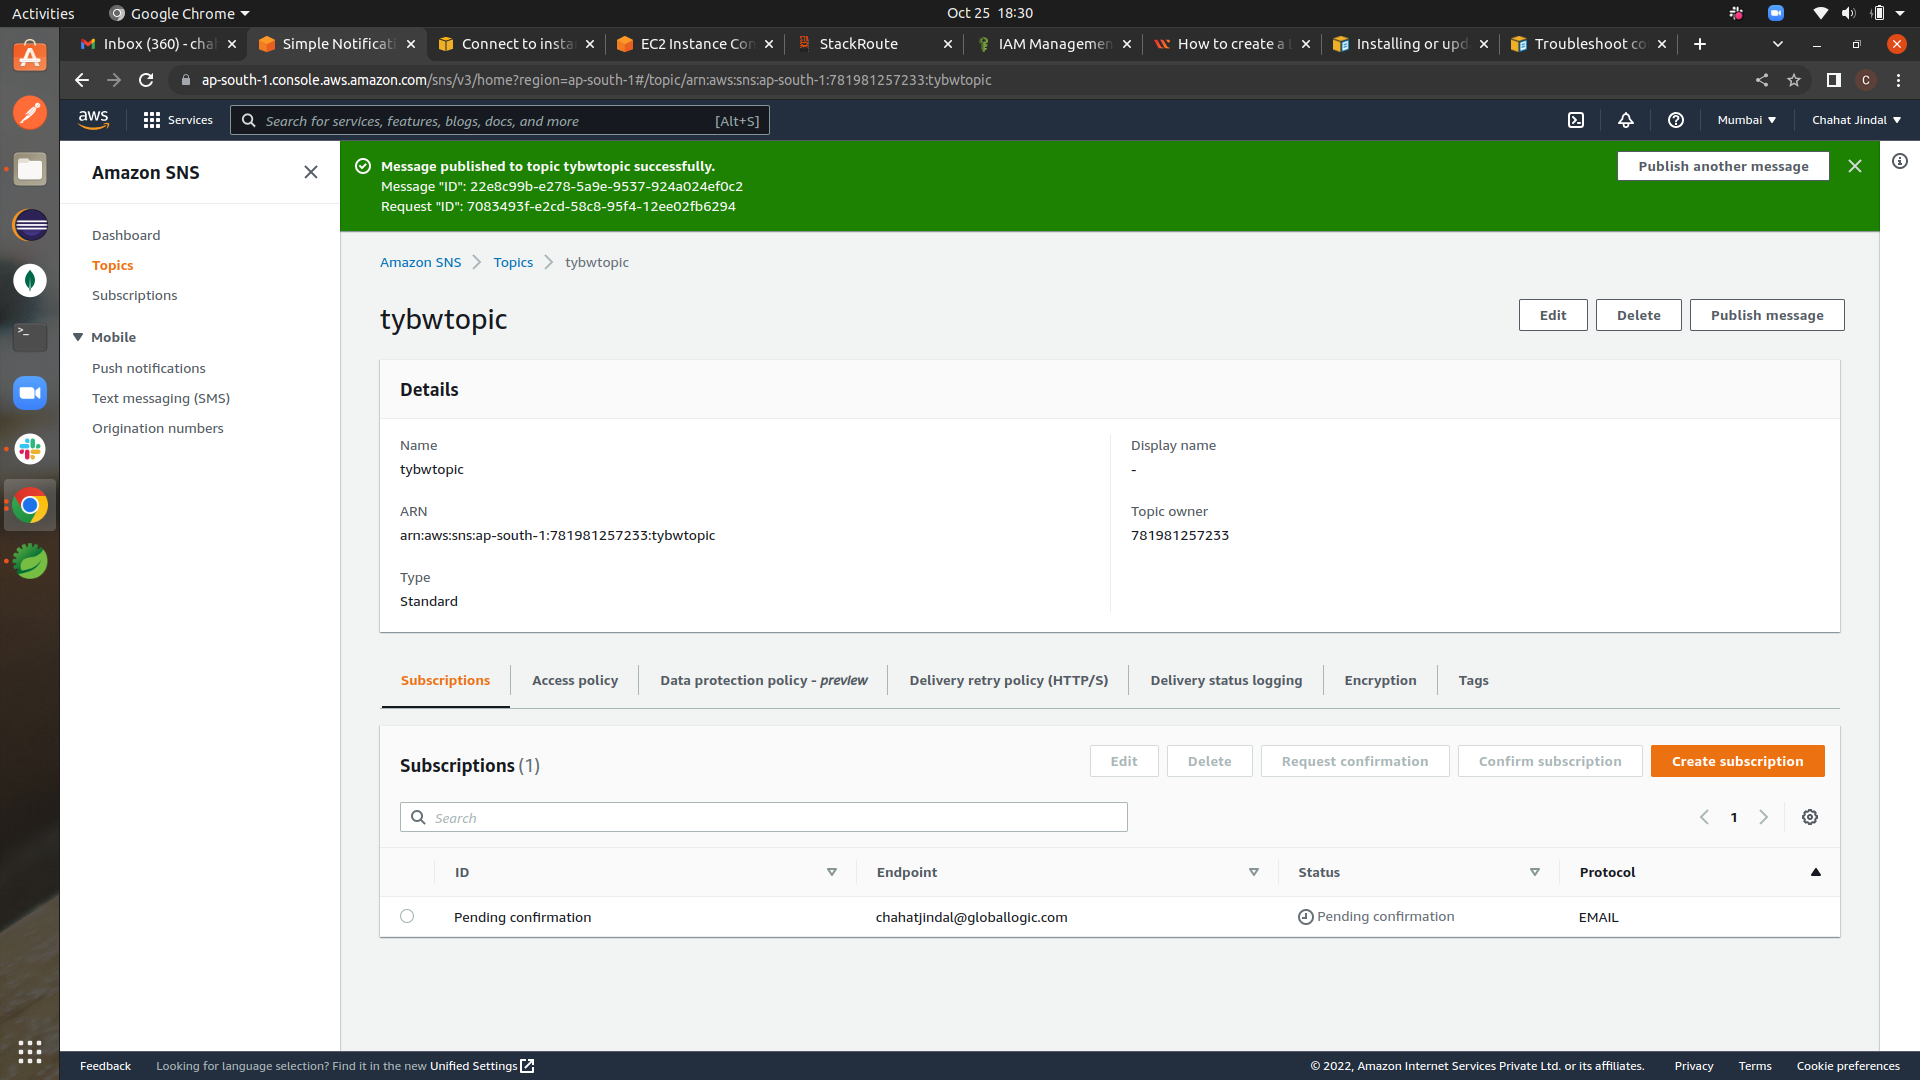 Activities
Google Chrome
Oct 25 18:30
Inbox (360) - cha
Simple Notificati
Connect to insta
EC2 Instance Con
StackRoute
IAM Managemen
How to create a
Installing or upd
Troubleshoot co
ap-south-1.console.aws.amazon.com/sns/v3/home?region=ap-south-1#/topic/arn:aws:sns:ap-south-1:781981257233:tybwtopic
C
aws
Services
Search for services, features, blogs, docs, and more
[Alt+S]
Mumbai
Chahat Jindal
Amazon SNS
Dashboard
Topics
Subscriptions
Mobile
Push notifications
Text messaging (SMS)
Origination numbers
Message published to topic tybwtopic successfully.
Message "ID": 22e8c99b-e278-5a9e-9537-924a024ef0c2
Request "ID": 7083493f-e2cd-58c8-95f4-12ee02fb6294
Publish another message
Amazon SNS
Topics
tybwtopic
tybwtopic
Edit
Delete
Publish message
Details
Name
tybwtopic
Display name
-
ARN
arn:aws:sns:ap-south-1:781981257233:tybwtopic
Topic owner
781981257233
Type
Standard
Subscriptions
Access policy
Data protection policy - preview
Delivery retry policy (HTTP/S)
Delivery status logging
Encryption
Tags
Subscriptions (1)
Edit
Delete
Request confirmation
Confirm subscription
Create subscription
Search
1
ID
Endpoint
Status
Protocol
Pending confirmation
chahatjindal@globallogic.com
Pending confirmation
EMAIL
Feedback
Looking for language selection? Find it in the new Unified Settings
© 2022, Amazon Internet Services Private Ltd. or its affiliates.
Privacy
Terms
Cookie preferences